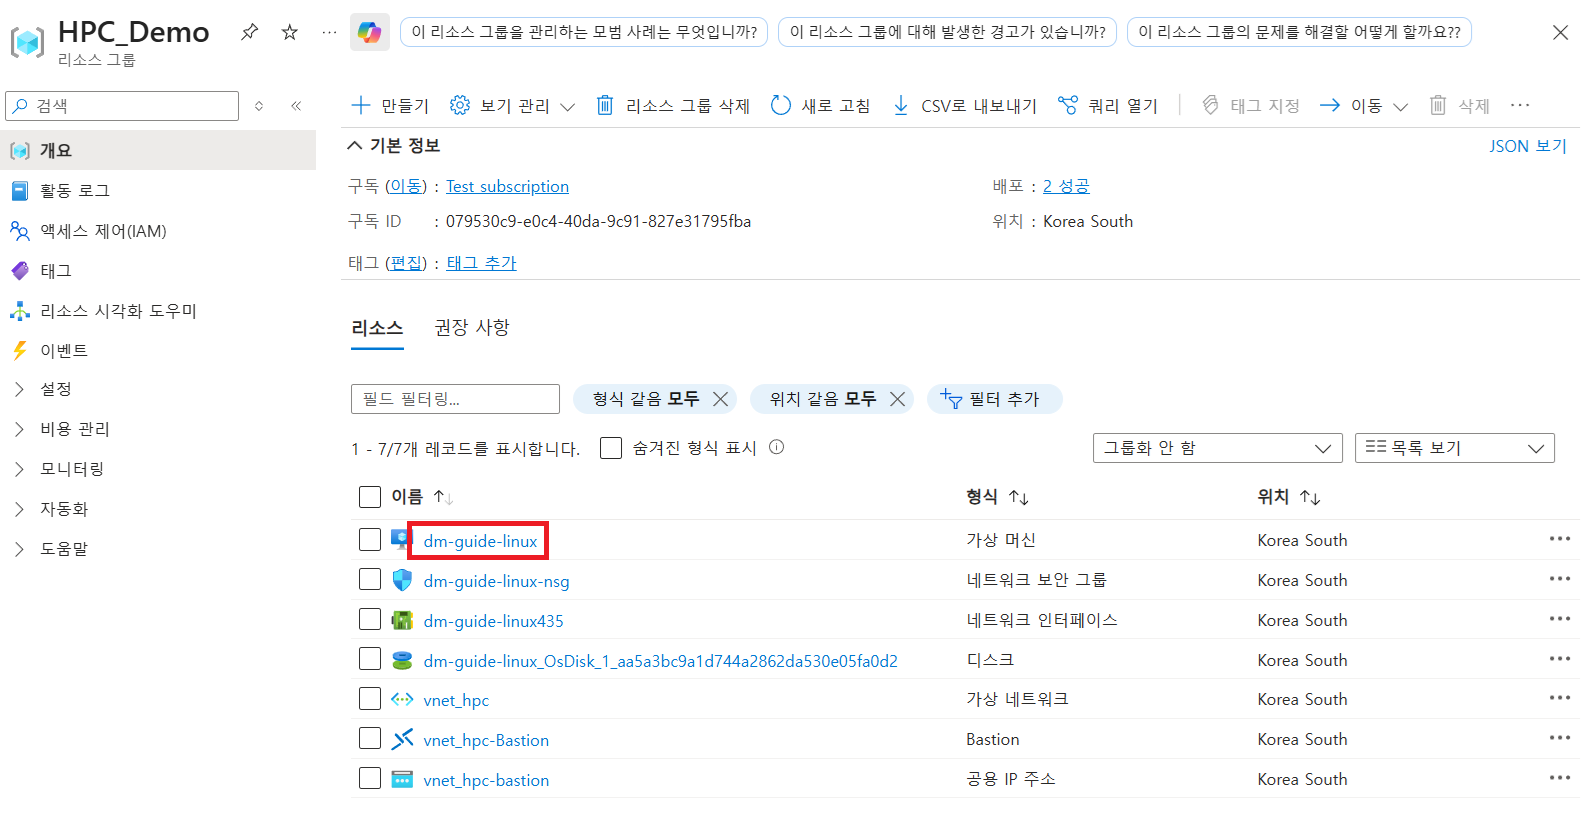 HPC_Demo
리소스 그룹
이 리소스 그룹을 관리하는 모범 사례는 무엇입니까?
이 리소스 그룹에 대해 발생한 경고가 있습니까?
이 리소스 그룹의 문제를 해결할 어떻게 할까요??
검색
개요
활동 로그
액세스 제어(IAM)
태그
리소스 시각화 도우미
이벤트
설정
비용 관리
모니터링
자동화
도움말
만들기 보기 관리 리소스 그룹 삭제 새로 고침 CSV로 내보내기 쿼리 열기 태그 지정 이동 삭제 ...
기본 정보 JSON 보기
구독 (이동) : Test subscription 배포 : 2 성공
구독 ID : 079530c9-e0c4-40da-9c91-827e31795fba 위치 : Korea South
태그 (편집) : 태그 추가
리소스 권장 사항
필드 필터링... 형식 같음 모두 위치 같음 모두 필터 추가
1 - 7/7개 레코드를 표시합니다. 숨겨진 형식 표시 그룹화 안 함 목록 보기
이름 ↑↓ 형식 ↑↓ 위치 ↑↓
dm-guide-linux 가상 머신 Korea South
dm-guide-linux-nsg 네트워크 보안 그룹 Korea South
dm-guide-linux435 네트워크 인터페이스 Korea South
dm-guide-linux_OsDisk_1_aa5a3bc9a1d744a2862da530e05fa0d2 디스크 Korea South
vnet_hpc 가상 네트워크 Korea South
vnet_hpc-Bastion Bastion Korea South
vnet_hpc-bastion 공용 IP 주소 Korea South